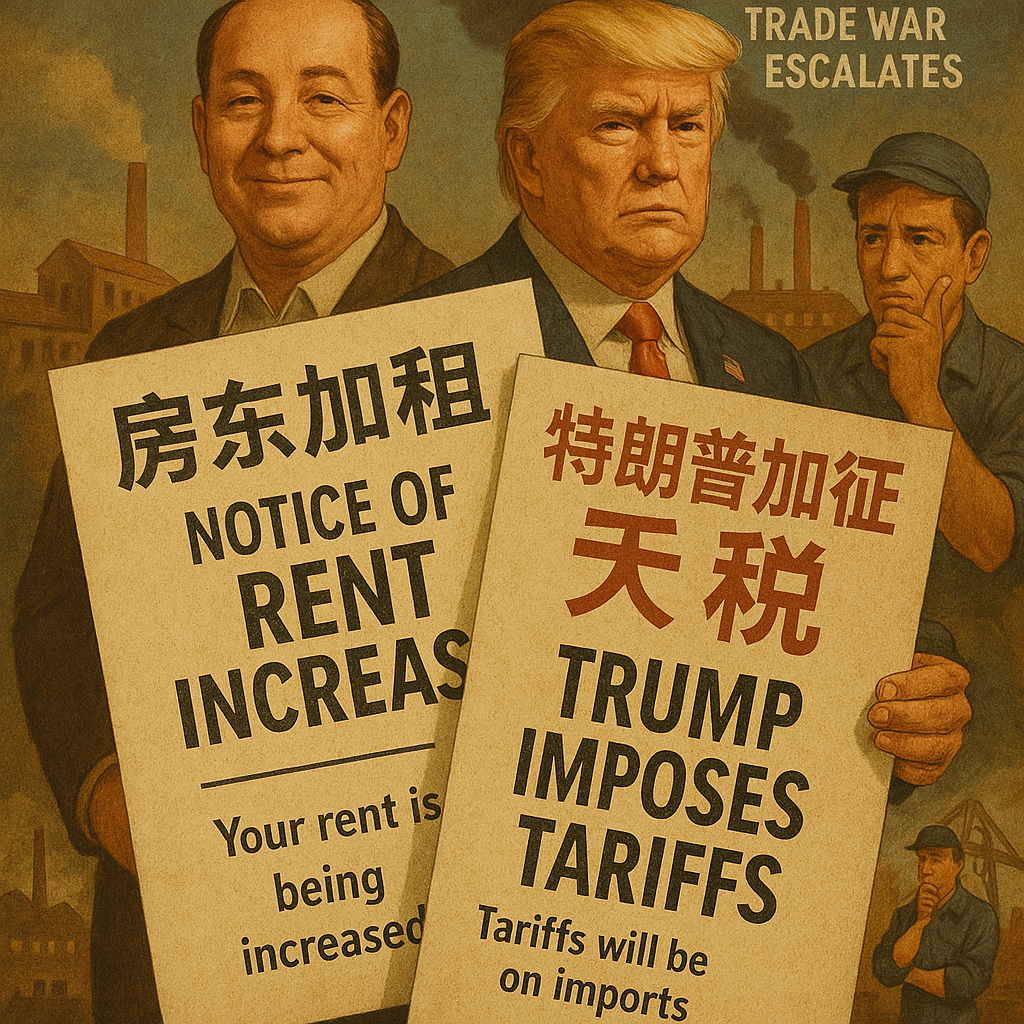 TRADE WAR
ESCALATES
房东加租
NOTICE OF
RENT
INCREAS
Your rent is
being
increased
特朗普加征
天税
TRUMP
IMPOSES
TARIFFS
Tariffs will be
on imports